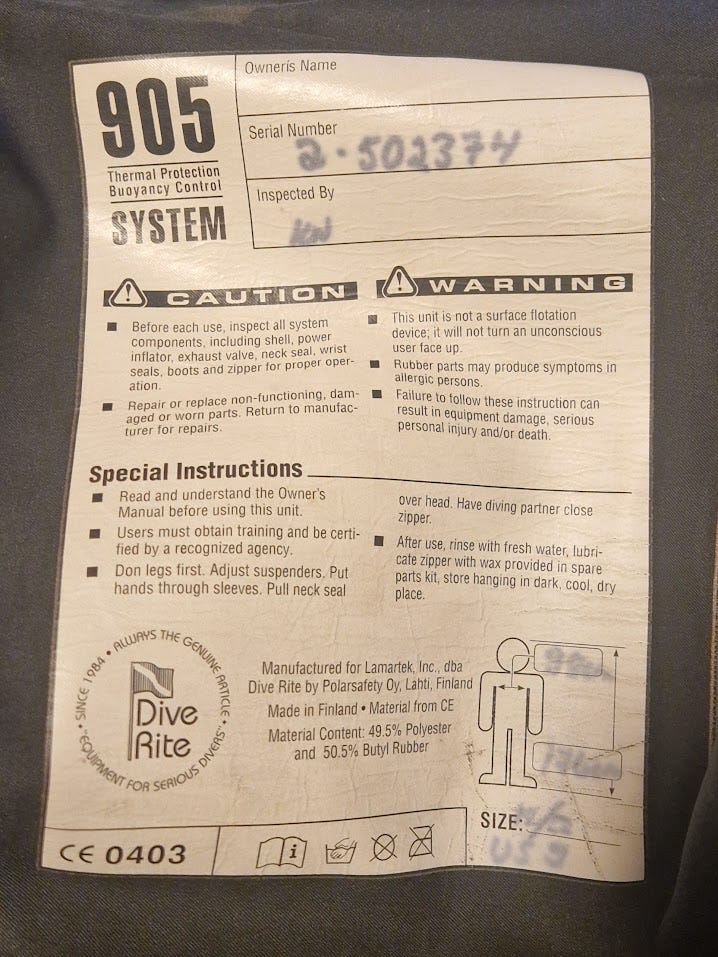 905
Thermal Protection
Buoyancy Control
SYSTEM
Ownerís Name
Serial Number
2-502374
Inspected By
KN
CAUTION
Before each use, inspect all system
components, including shell, power
inflator, exhaust valve, neck seal, wrist
seals, boots and zipper for proper oper-
ation.
Repair or replace non-functioning, dam-
aged or worn parts. Return to manufac-
turer for repairs.
WARNING
This unit is not a surface flotation
device; it will not turn an unconscious
user face up.
Rubber parts may produce symptoms in
allergic persons.
Failure to follow these instruction can
result in equipment damage, serious
personal injury and/or death.
Special Instructions
Read and understand the Owner's
Manual before using this unit.
Users must obtain training and be certi-
fied by a recognized agency.
Don legs first. Adjust suspenders. Put
hands through sleeves. Pull neck seal
over head. Have diving partner close
zipper.
After use, rinse with fresh water, lubri-
cate zipper with wax provided in spare
parts kit, store hanging in dark, cool, dry
place.
• SINCE 1984 • ALWAYS THE GENUINE ARTICLE •
Dive
Rite
"EQUIPMENT FOR SERIOUS DIVERS"
Manufactured for Lamartek, Inc., dba
Dive Rite by Polarsafety Oy, Lahti, Finland
Made in Finland • Material from CE
Material Content: 49.5% Polyester
and 50.5% Butyl Rubber
SIZE:
US 9
CE 0403
i